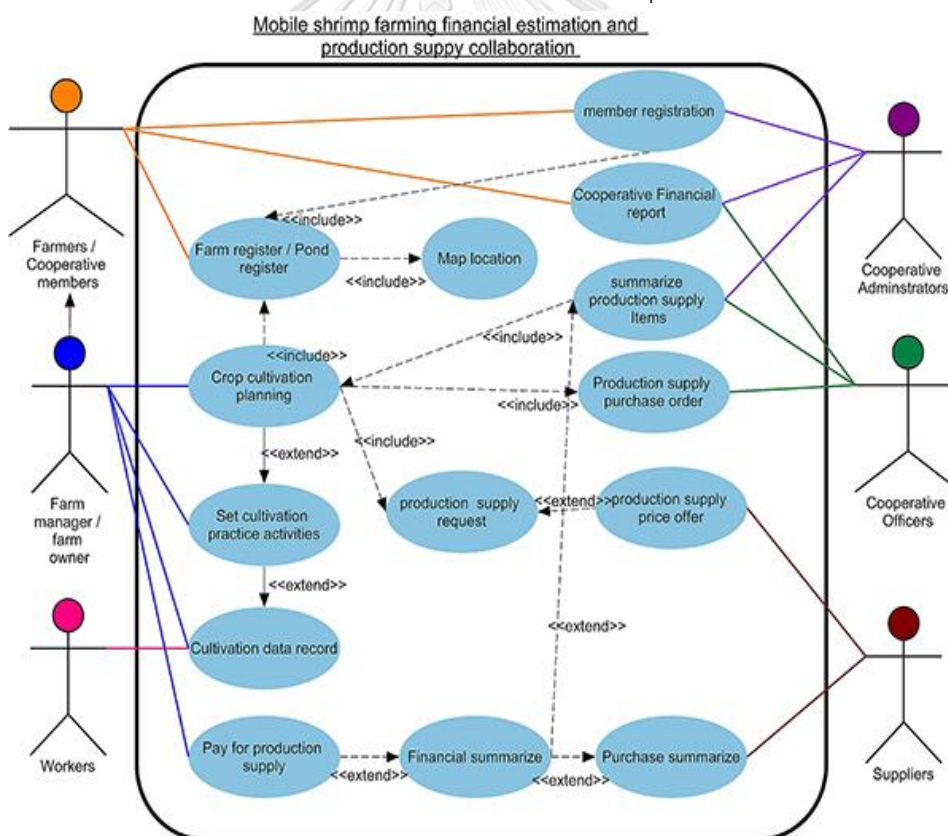 Mobile shrimp farming financial estimation and
production suppy collaboration
member registration
Cooperative Financial
report
<<include>>
Farm register / Pond
register
Map location
<<include>>
Farmers /
Cooperative
members
Cooperative
Adminstrators
summarize
production supply
Items
<<include>>
<<include>>
Crop cultivation
planning
Production supply
purchase order
<<include>>
<<include>>
<<extend>>
Farm
manager /
farm
owner
Set cultivation
practice activities
production supply
request
<<extend>>
production supply
price offer
Cooperative
Officers
<<extend>>
<<extend>>
Cultivation data record
Workers
Pay for production
supply
<<extend>>
Financial summarize
<<extend>>
Purchase summarize
Suppliers